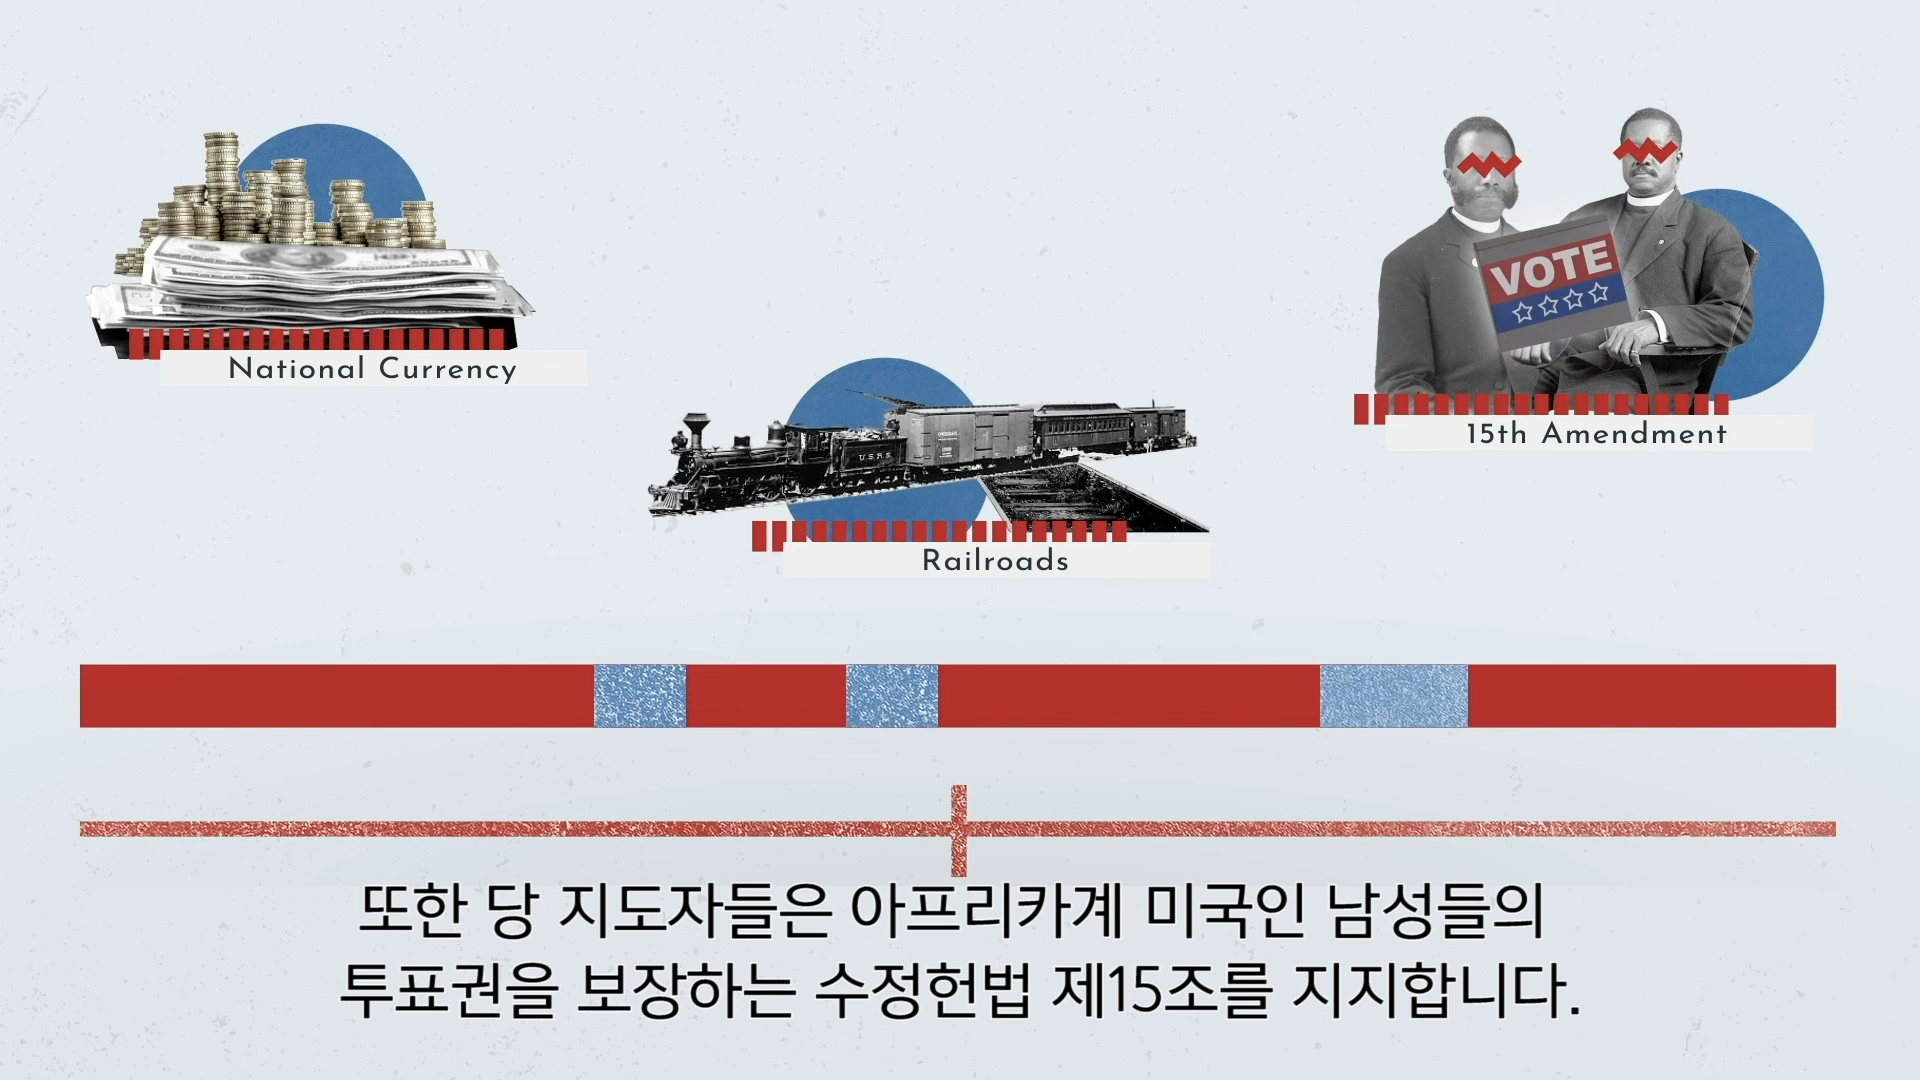 National Currency
VOTE
15th Amendment
U.S.R.S.
Railroads
또한 당 지도자들은 아프리카계 미국인 남성들의
투표권을 보장하는 수정헌법 제15조를 지지합니다.